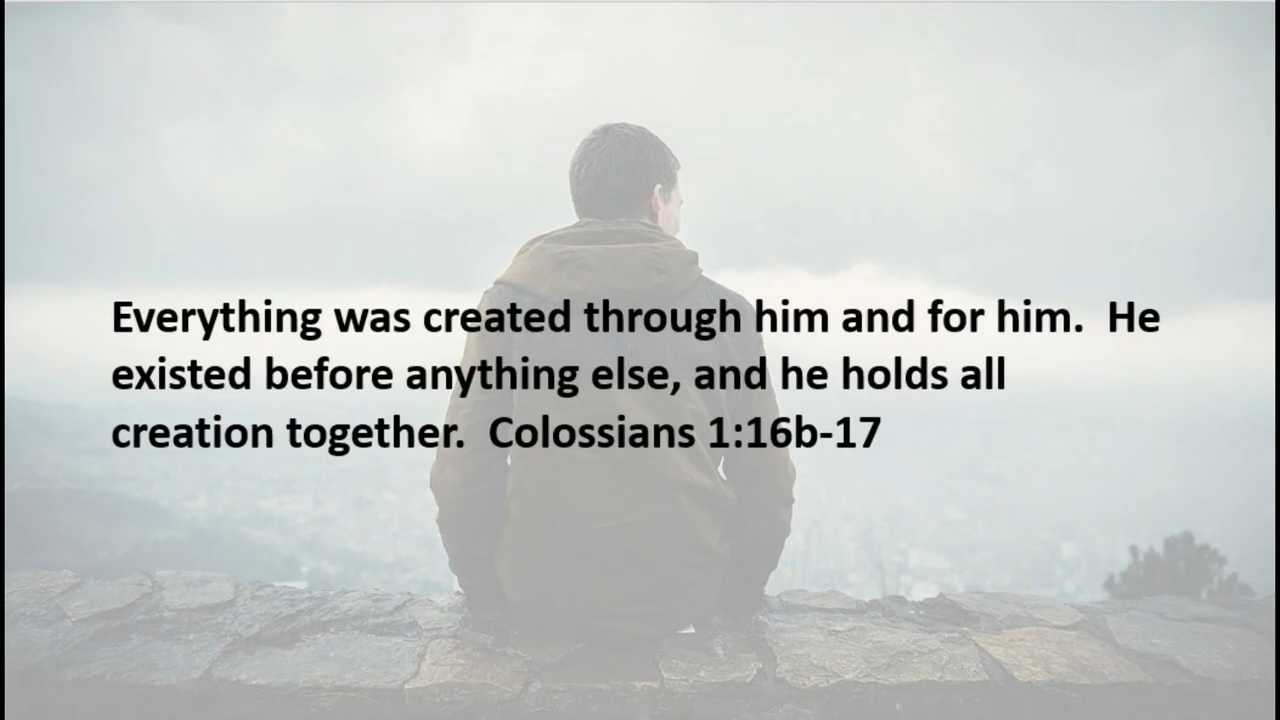 Everything was created through him and for him.  He
existed before anything else, and he holds all
creation together.  Colossians 1:16b-17